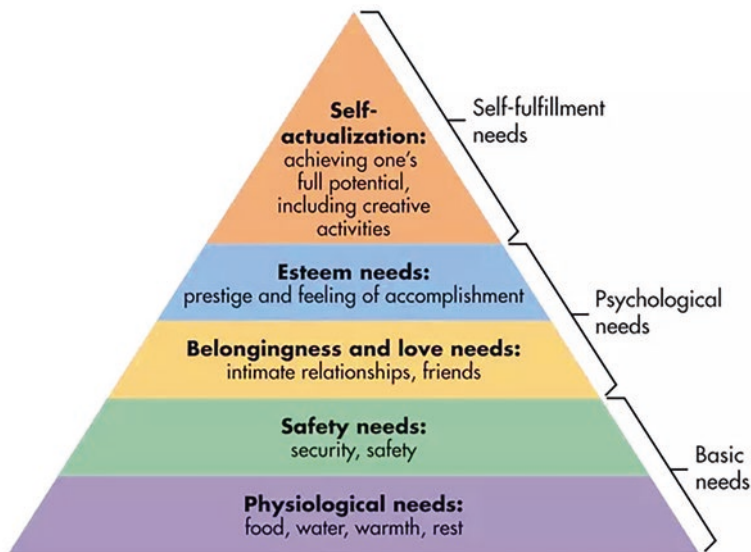 Self-
actualization:
achieving one's
full potential,
including creative
activities
Self-fulfillment
needs
Esteem needs:
prestige and feeling of accomplishment
Psychological
needs
Belongingness and love needs:
intimate relationships, friends
Safety needs:
security, safety
Basic
needs
Physiological needs:
food, water, warmth, rest